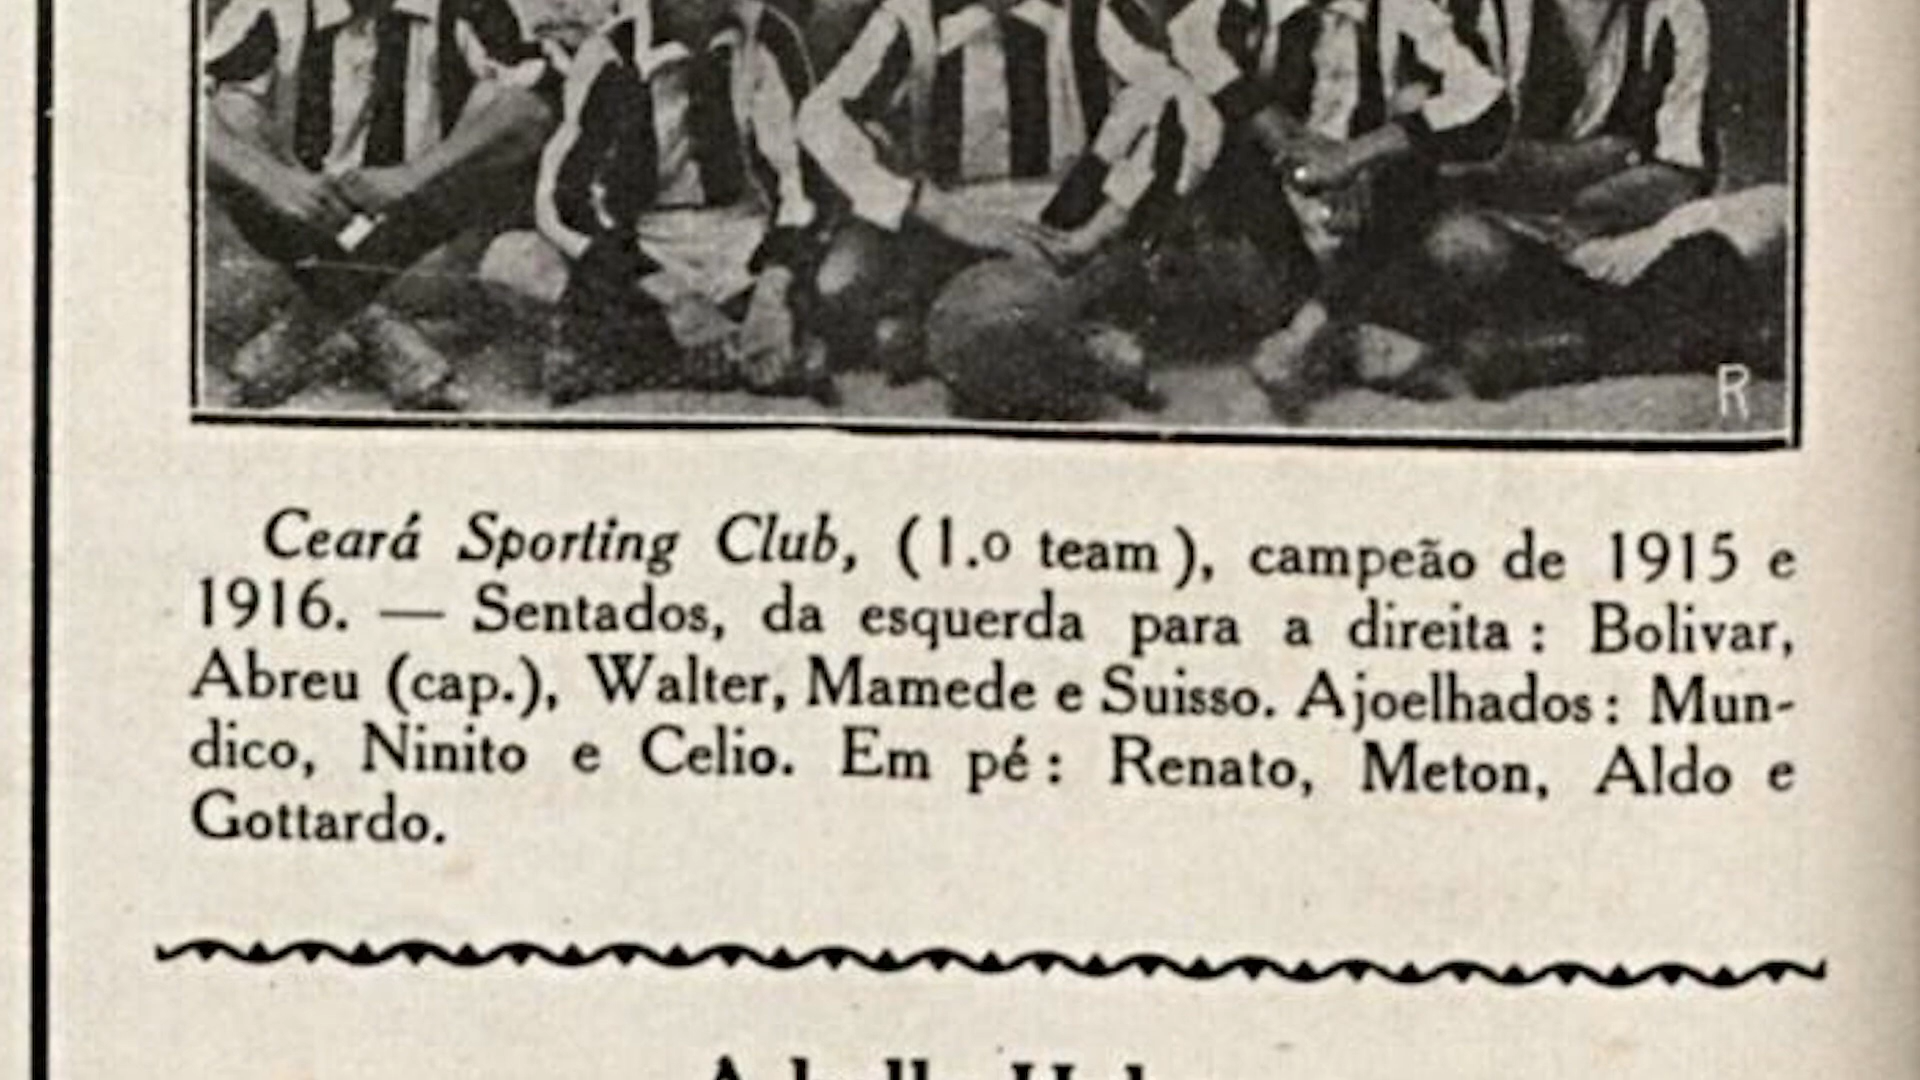 R
Ceará Sporting Club, (1.o team), campeão de 1915 e
1916. — Sentados, da esquerda para a direita : Bolivar,
Abreu (cap.), Walter, Mamede e Suisso. Ajoelhados : Mun-
dico, Ninito e Celio. Em pé : Renato, Meton, Aldo e
Gottardo.